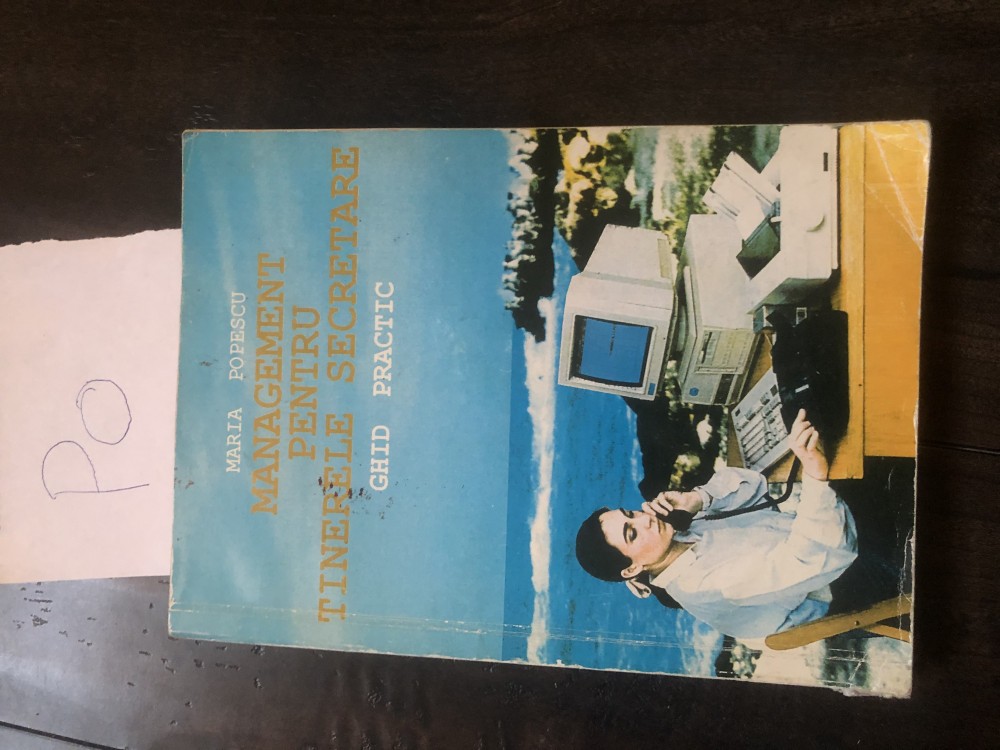 MARIA POPESCU
MANAGEMENT
PENTRU
TINERELE SECRETARE
GHID PRACTIC
PO